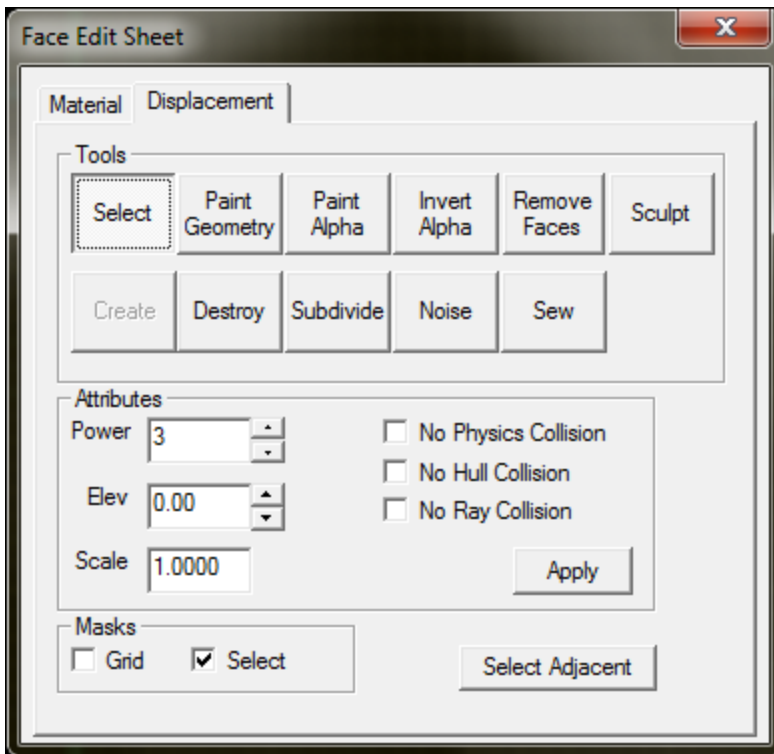 Face Edit Sheet
Material Displacement
Tools
Select Paint Geometry Paint Alpha Invert Alpha Remove Faces Sculpt
Create Destroy Subdivide Noise Sew
Attributes
Power 3 No Physics Collision
No Hull Collision
Elev 0.00 No Ray Collision
Scale 1.0000 Apply
Masks
Grid Select Select Adjacent